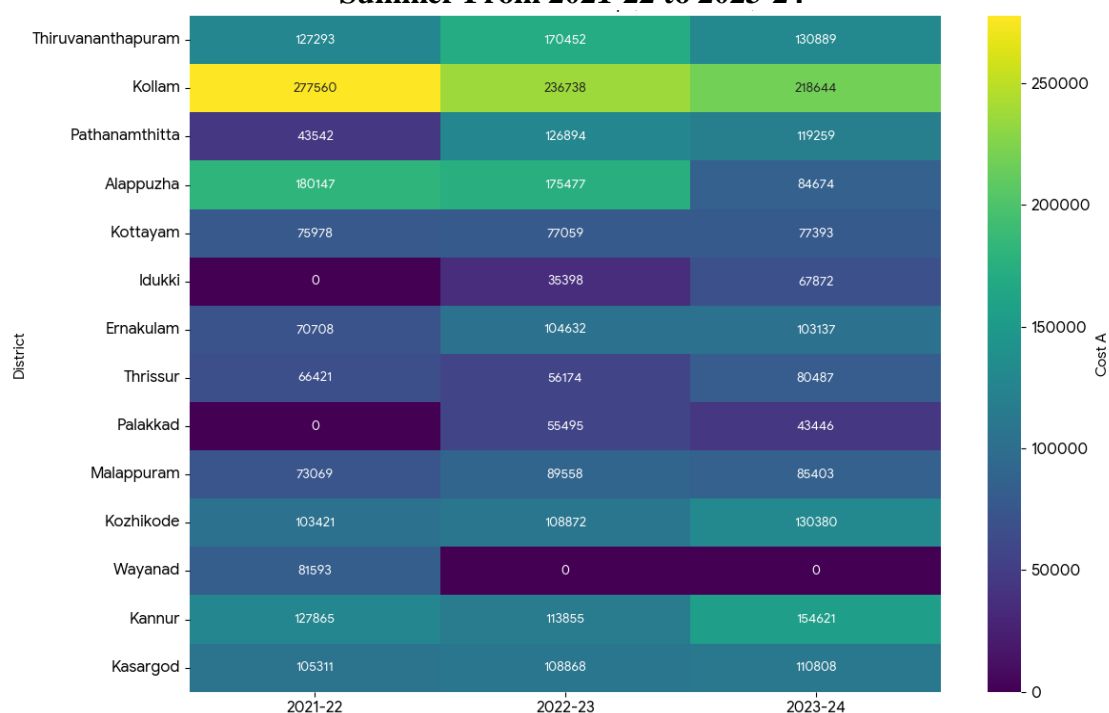 Summer From 2021-22 to 2023-24
Thiruvananthapuram 127293 170452 130889
Kollam 277560 236738 218644
Pathanamthitta 43542 126894 119259
Alappuzha 180147 175477 84674
Kottayam 75978 77059 77393
Idukki 0 35398 67872
Ernakulam 70708 104632 103137
Thrissur 66421 56174 80487
Palakkad 0 55495 43446
Malappuram 73069 89558 85403
Kozhikode 103421 108872 130380
Wayanad 81593 0 0
Kannur 127865 113855 154621
Kasargod 105311 108868 110808
2021-22 2022-23 2023-24
District
250000
200000
150000
100000
50000
0
Cost A